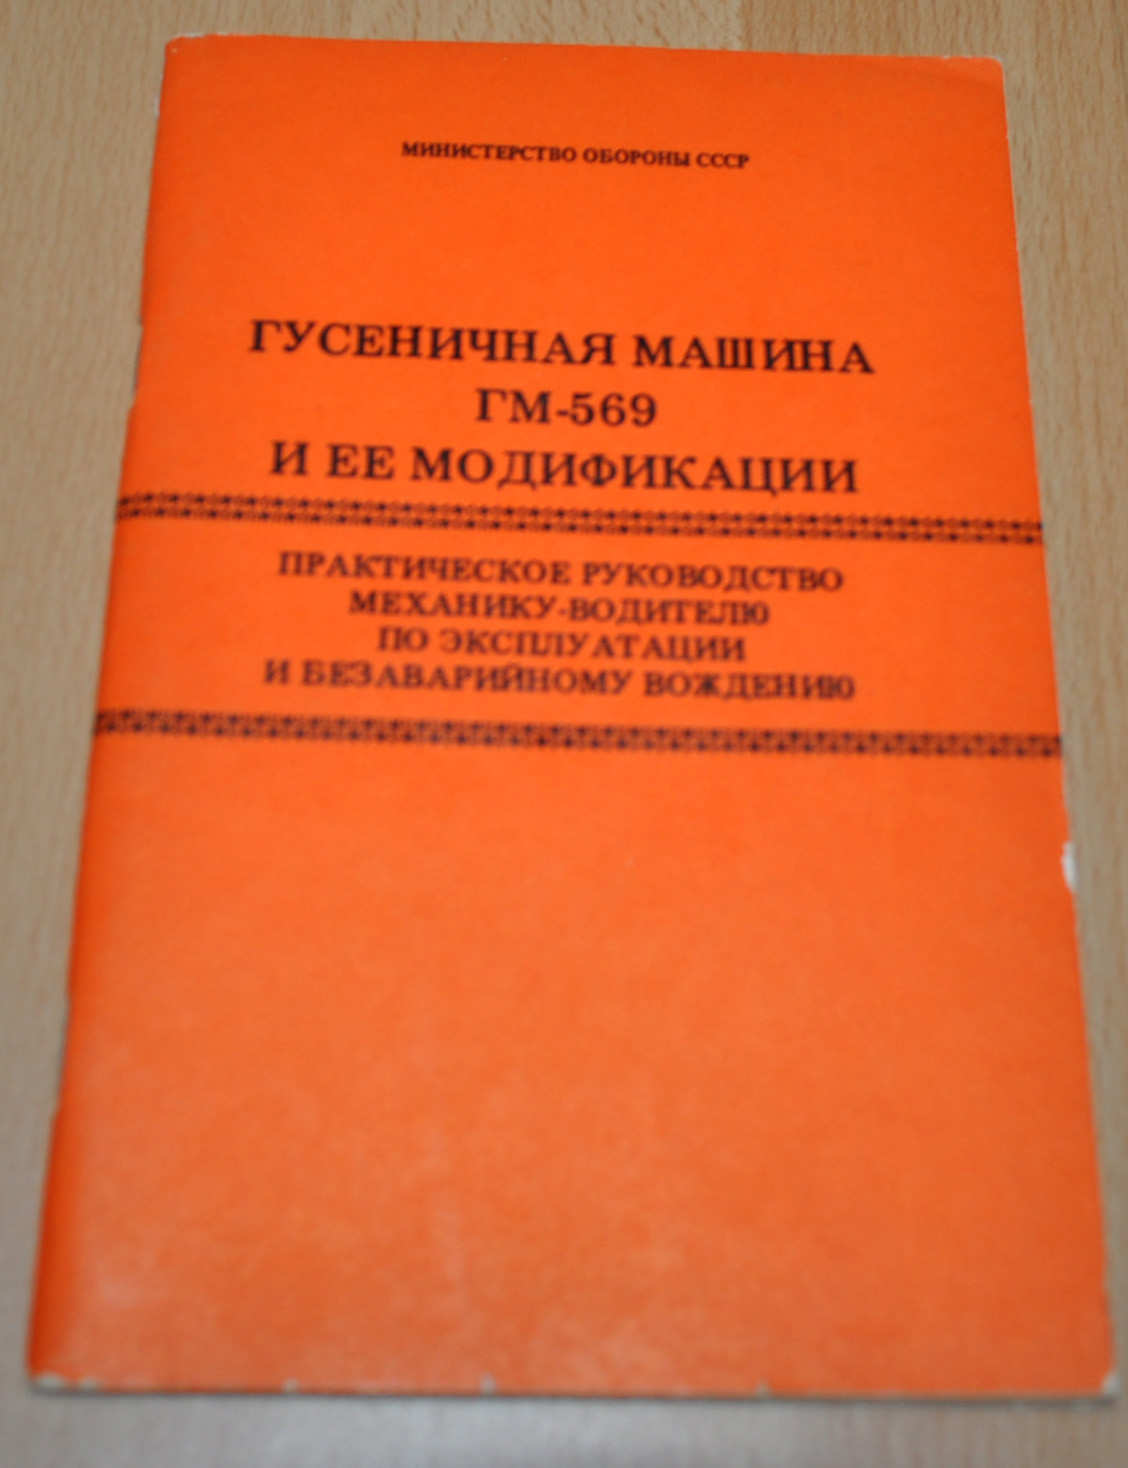 МИНИСТЕРСТВО ОБОРОНЫ СССР
ГУСЕНИЧНАЯ МАШИНА
ГМ-569
И ЕЕ МОДИФИКАЦИИ
ПРАКТИЧЕСКОЕ РУКОВОДСТВО
МЕХАНИКУ-ВОДИТЕЛЮ
ПО ЭКСПЛУАТАЦИИ
И БЕЗАВАРИЙНОМУ ВОЖДЕНИЮ